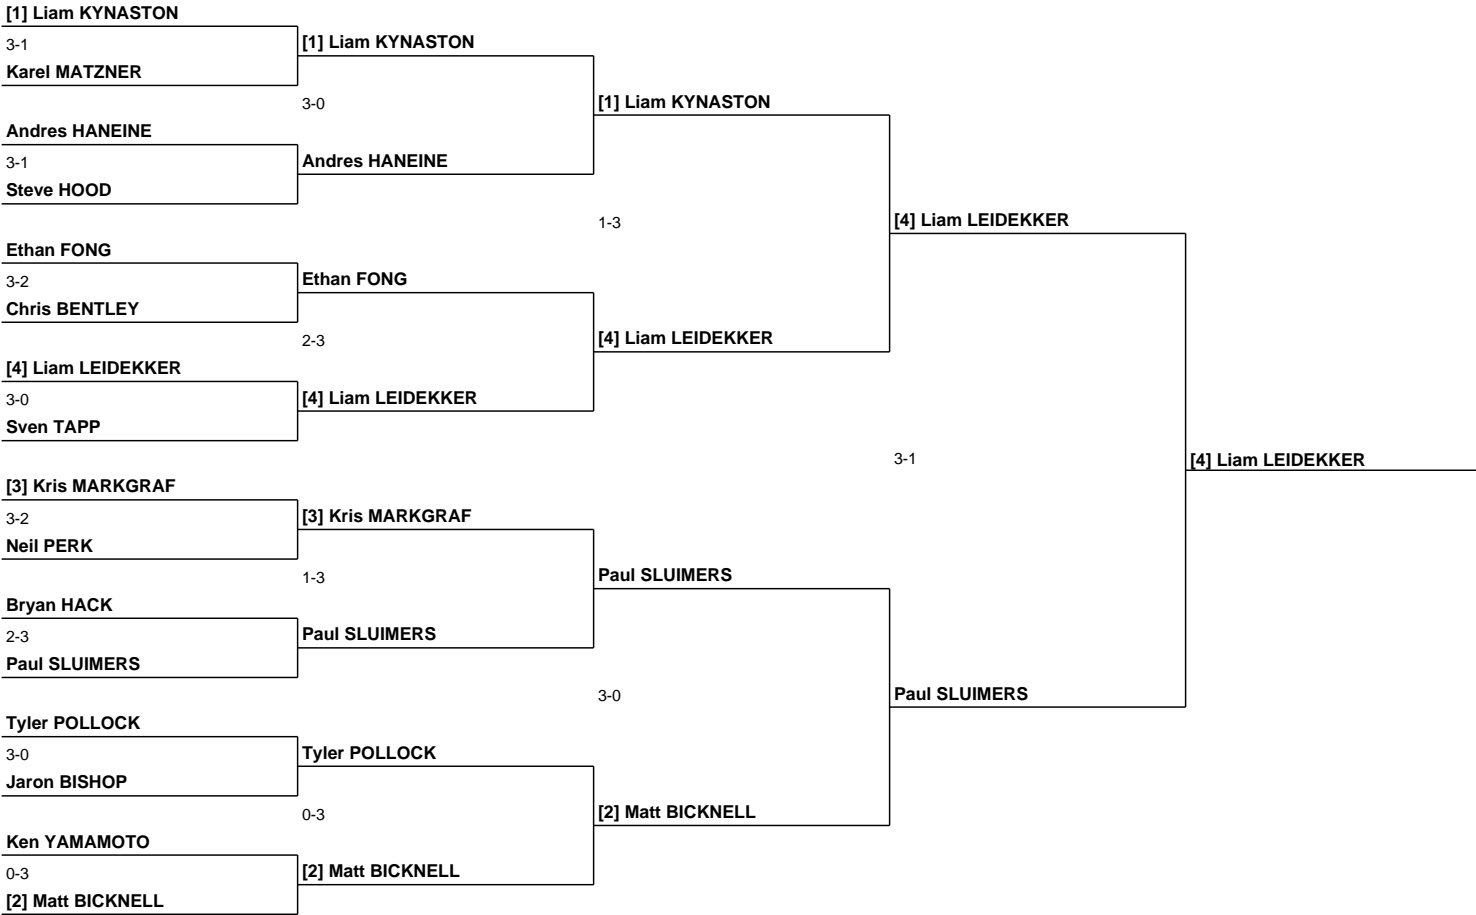 [1] Liam KYNASTON
3-1
Karel MATZNER
Andres HANEINE
3-1
Steve HOOD
Ethan FONG
3-2
Chris BENTLEY
[4] Liam LEIDEKKER
3-0
Sven TAPP
[3] Kris MARKGRAF
3-2
Neil PERK
Bryan HACK
2-3
Paul SLUIMERS
Tyler POLLOCK
3-0
Jaron BISHOP
Ken YAMAMOTO
0-3
[2] Matt BICKNELL
[1] Liam KYNASTON
3-0
Andres HANEINE
Ethan FONG
2-3
[4] Liam LEIDEKKER
[3] Kris MARKGRAF
1-3
Paul SLUIMERS
Tyler POLLOCK
0-3
[2] Matt BICKNELL
[1] Liam KYNASTON
1-3
[4] Liam LEIDEKKER
Paul SLUIMERS
3-0
[2] Matt BICKNELL
[4] Liam LEIDEKKER
3-1
Paul SLUIMERS
[4] Liam LEIDEKKER